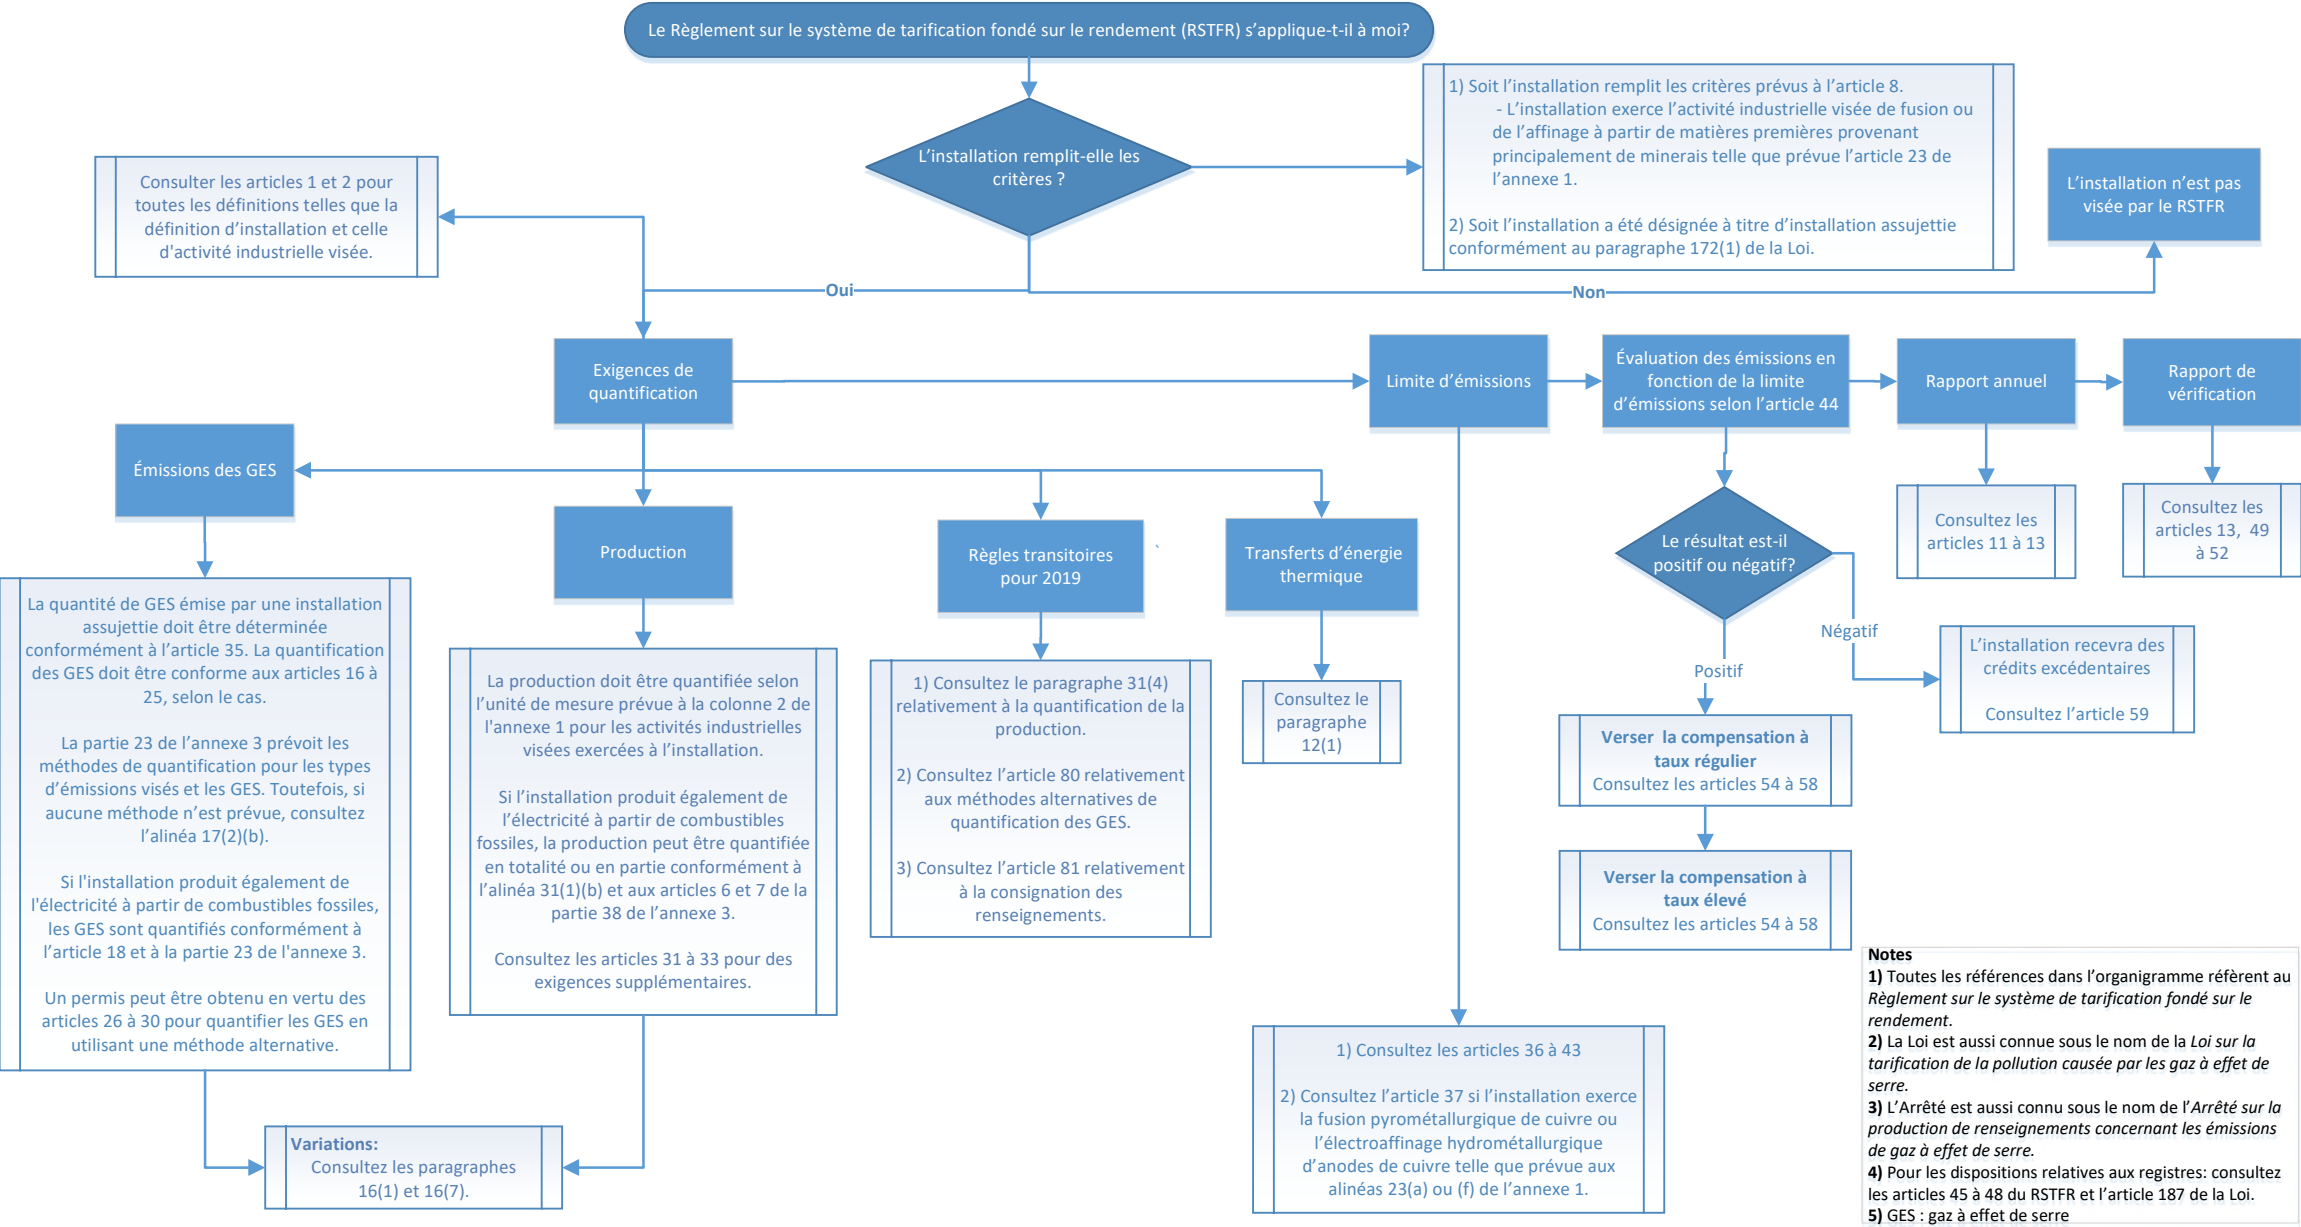 Le Règlement sur le système de tarification fondé sur le rendement (RSTFR) s’applique-t-il à moi?
L’installation remplit-elle les
critères ?
1) Soit l’installation remplit les critères prévus à l’article 8.
- L’installation exerce l’activité industrielle visée de fusion ou
de l’affinage à partir de matières premières provenant
principalement de minerais telle que prévue l’article 23 de
l’annexe 1.
2) Soit l’installation a été désignée à titre d’installation assujettie
conformément au paragraphe 172(1) de la Loi.
L’installation n’est pas
visée par le RSTFR
Consulter les articles 1 et 2 pour
toutes les définitions telles que la
définition d’installation et celle
d'activité industrielle visée.
Oui
Non
Exigences de
quantification
Limite d’émissions
Évaluation des émissions en
fonction de la limite
d’émissions selon l’article 44
Rapport annuel
Rapport de
vérification
Émissions des GES
Production
Règles transitoires
pour 2019
`
Transferts d’énergie
thermique
Le résultat est-il
positif ou négatif?
Consultez les
articles 11 à 13
Consultez les
articles 13, 49
à 52
La quantité de GES émise par une installation
assujettie doit être déterminée
conformément à l’article 35. La quantification
des GES doit être conforme aux articles 16 à
25, selon le cas.
La partie 23 de l’annexe 3 prévoit les
méthodes de quantification pour les types
d’émissions visés et les GES. Toutefois, si
aucune méthode n’est prévue, consultez
l’alinéa 17(2)(b).
Si l'installation produit également de
l'électricité à partir de combustibles fossiles,
les GES sont quantifiés conformément à
l’article 18 et à la partie 23 de l'annexe 3.
Un permis peut être obtenu en vertu des
articles 26 à 30 pour quantifier les GES en
utilisant une méthode alternative.
La production doit être quantifiée selon
l’unité de mesure prévue à la colonne 2 de
l'annexe 1 pour les activités industrielles
visées exercées à l’installation.
Si l’installation produit également de
l’électricité à partir de combustibles
fossiles, la production peut être quantifiée
en totalité ou en partie conformément à
l’alinéa 31(1)(b) et aux articles 6 et 7 de la
partie 38 de l’annexe 3.
Consultez les articles 31 à 33 pour des
exigences supplémentaires.
1) Consultez le paragraphe 31(4)
relativement à la quantification de la
production.
2) Consultez l’article 80 relativement
aux méthodes alternatives de
quantification des GES.
3) Consultez l’article 81 relativement
à la consignation des
renseignements.
Consultez le
paragraphe
12(1)
Négatif
Positif
L’installation recevra des
crédits excédentaires
Consultez l’article 59
Verser la compensation à
taux régulier
Consultez les articles 54 à 58
Verser la compensation à
taux élevé
Consultez les articles 54 à 58
Variations:
Consultez les paragraphes
16(1) et 16(7).
1) Consultez les articles 36 à 43
2) Consultez l’article 37 si l’installation exerce
la fusion pyrométallurgique de cuivre ou
l’électroaffinage hydrométallurgique
d’anodes de cuivre telle que prévue aux
alinéas 23(a) ou (f) de l’annexe 1.
Notes
1) Toutes les références dans l’organigramme réfèrent au
Règlement sur le système de tarification fondé sur le
rendement.
2) La Loi est aussi connue sous le nom de la Loi sur la
tarification de la pollution causée par les gaz à effet de
serre.
3) L’Arrêté est aussi connu sous le nom de l’Arrêté sur la
production de renseignements concernant les émissions
de gaz à effet de serre.
4) Pour les dispositions relatives aux registres: consultez
les articles 45 à 48 du RSTFR et l’article 187 de la Loi.
5) GES : gaz à effet de serre